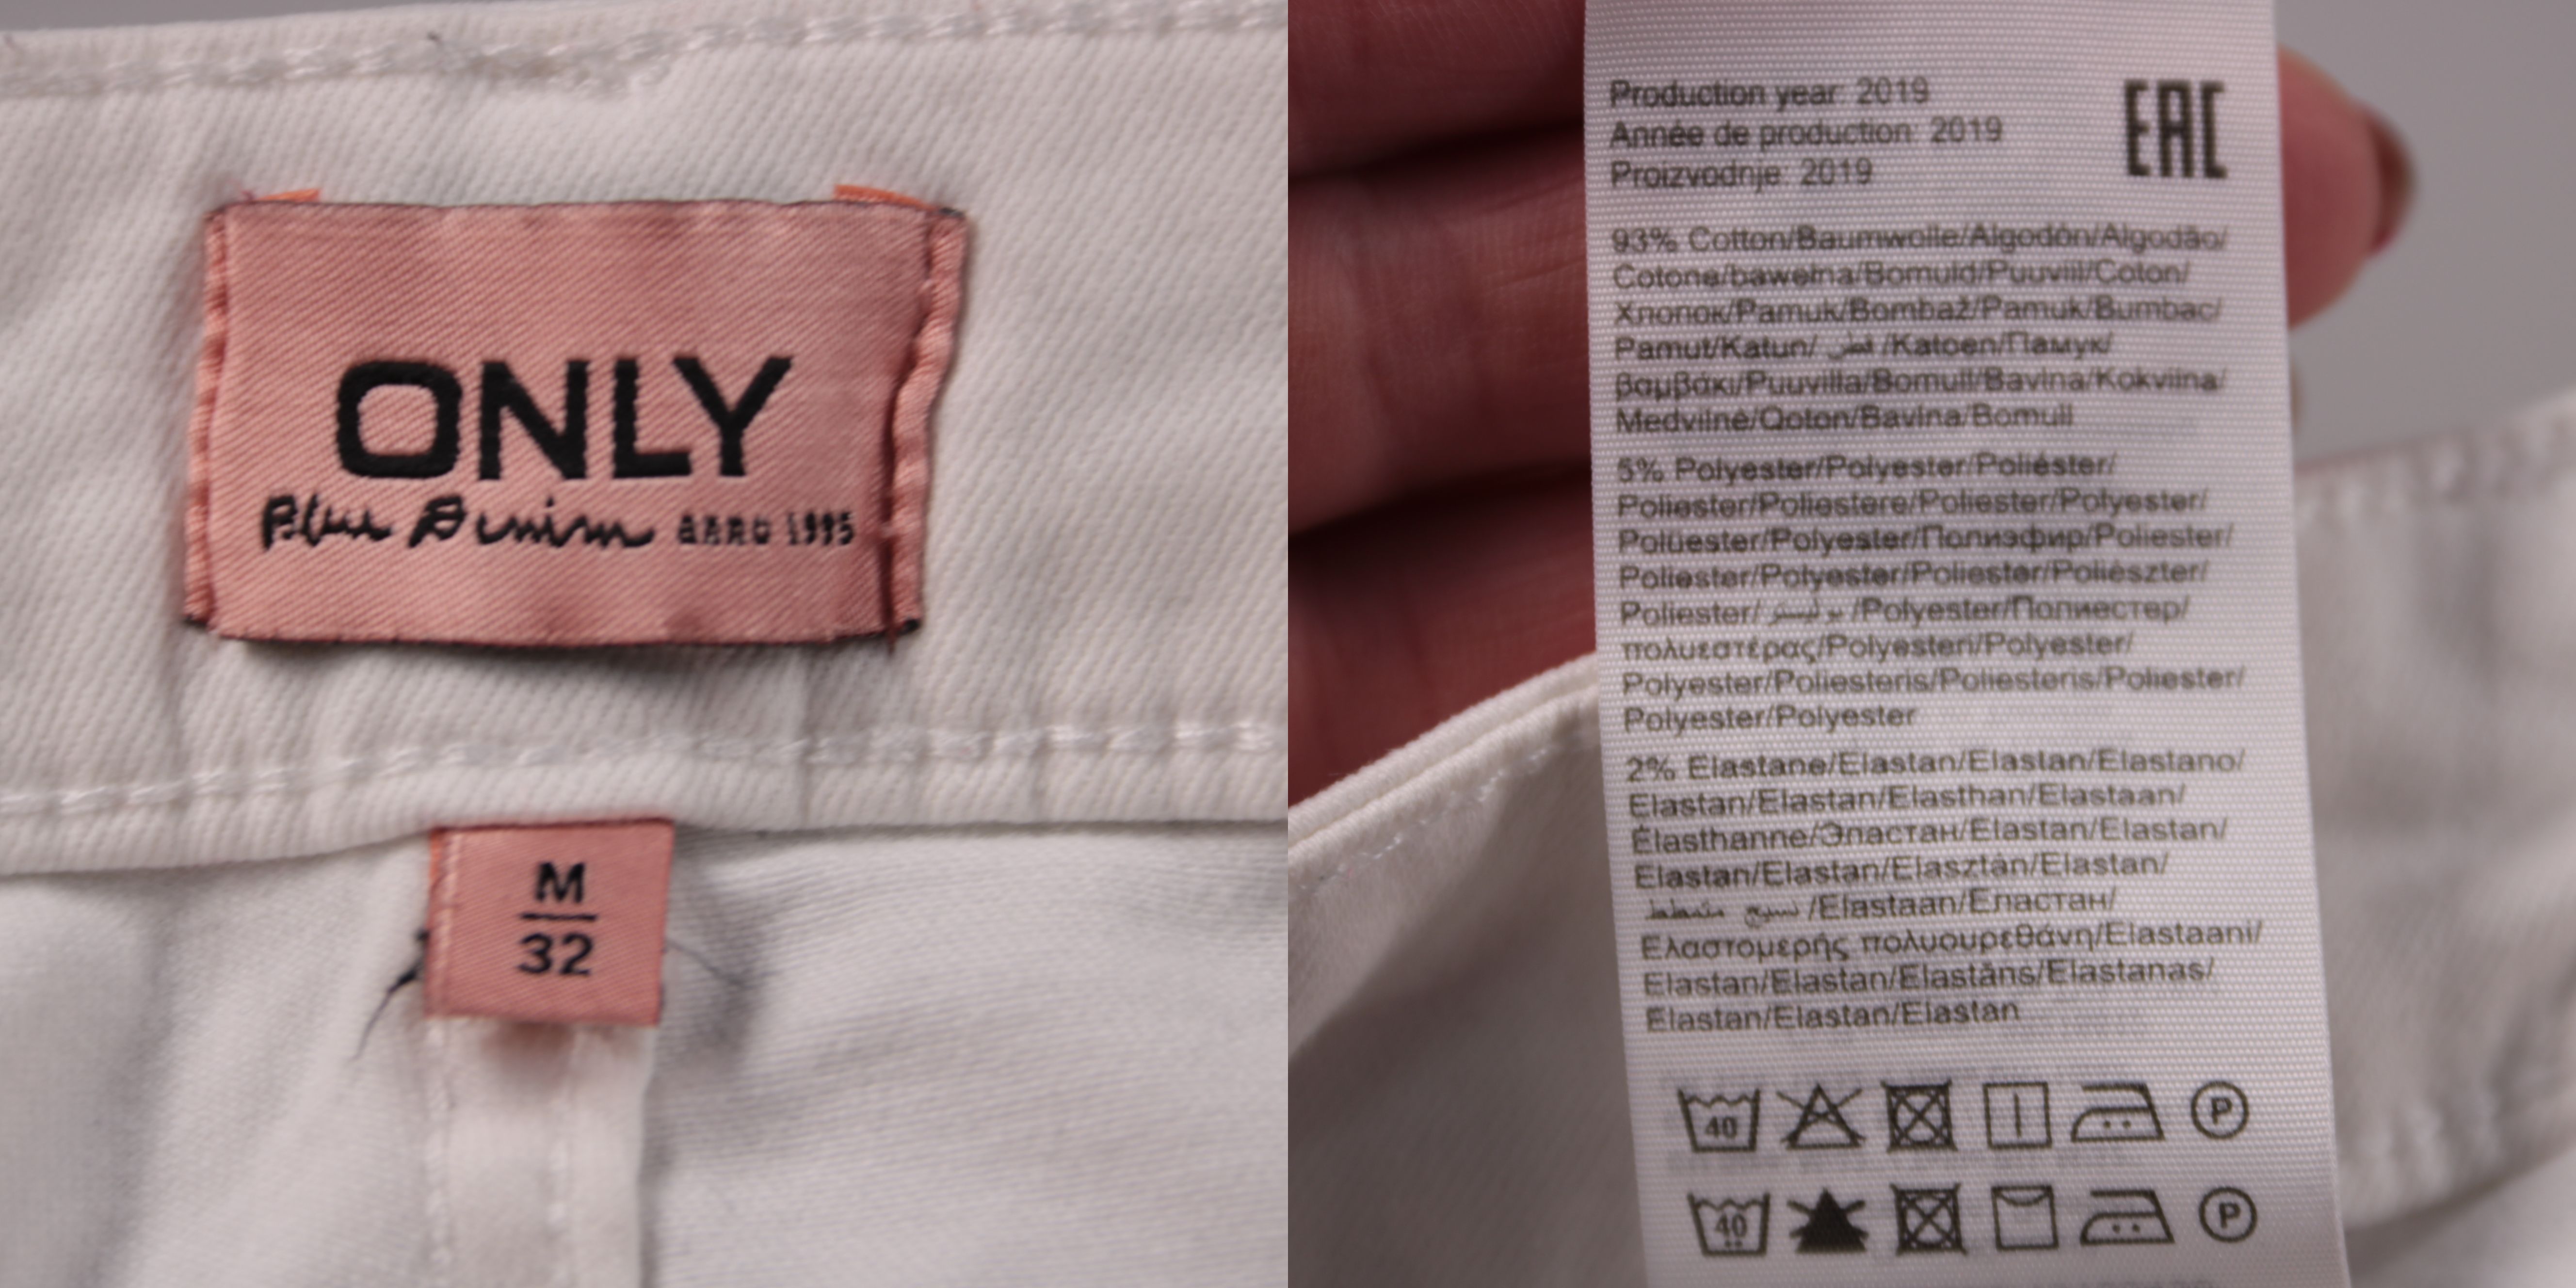 ONLY
Blue Denim ANNO 1995
M
32
Production year: 2019
Année de production: 2019
Proizvodnje: 2019
EAC
93% Cotton/Baumwolle/Algodón/Algodão/
Cotone/bawełna/Bomuld/Puuvill/Coton/
Хлопок/Pamuk/Bombaž/Pamuk/Bumbac/
Pamut/Katun/ قطن /Katoen/Памук/
βαμβάκι/Puuvilla/Bomull/Bavlna/Kokvilna/
Medvilnė/Qoton/Bavlna/Bomull
5% Polyester/Polyester/Poliéster/
Poliester/Poliestere/Poliester/Polyester/
Polüester/Polyester/Полиэфир/Poliester/
Poliester/Polyester/Poliester/Poliészter/
Poliester/ بوليستر /Polyester/Полиестер/
πολυεστέρας/Polyesteri/Polyester/
Polyester/Poliesteris/Poliesteris/Poliester/
Polyester/Polyester
2% Elastane/Elastan/Elastan/Elastano/
Elastan/Elastan/Elasthan/Elastaan/
Élasthanne/Эластан/Elastan/Elastan/
Elastan/Elastan/Elasztán/Elastan/
نسيج متمطط /Elastaan/Еластан/
Ελαστομερής πολυουρεθάνη/Elastaani/
Elastan/Elastan/Elastāns/Elastanas/
Elastan/Elastan/Elastan
40 P
40 P